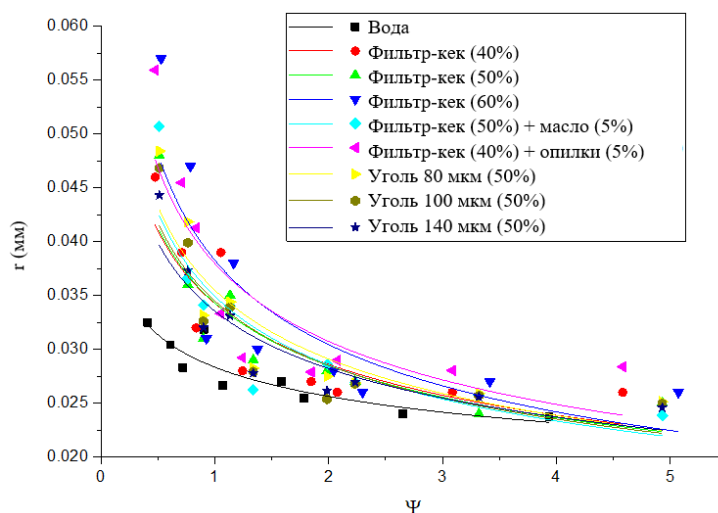 0.060
0.055
0.050
0.045
0.040
0.035
0.030
0.025
0.020
r (мм)
Вода
Фильтр-кек (40%)
Фильтр-кек (50%)
Фильтр-кек (60%)
Фильтр-кек (50%) + масло (5%)
Фильтр-кек (40%) + опилки (5%)
Уголь 80 мкм (50%)
Уголь 100 мкм (50%)
Уголь 140 мкм (50%)
0 1 2 3 4 5
Ψ